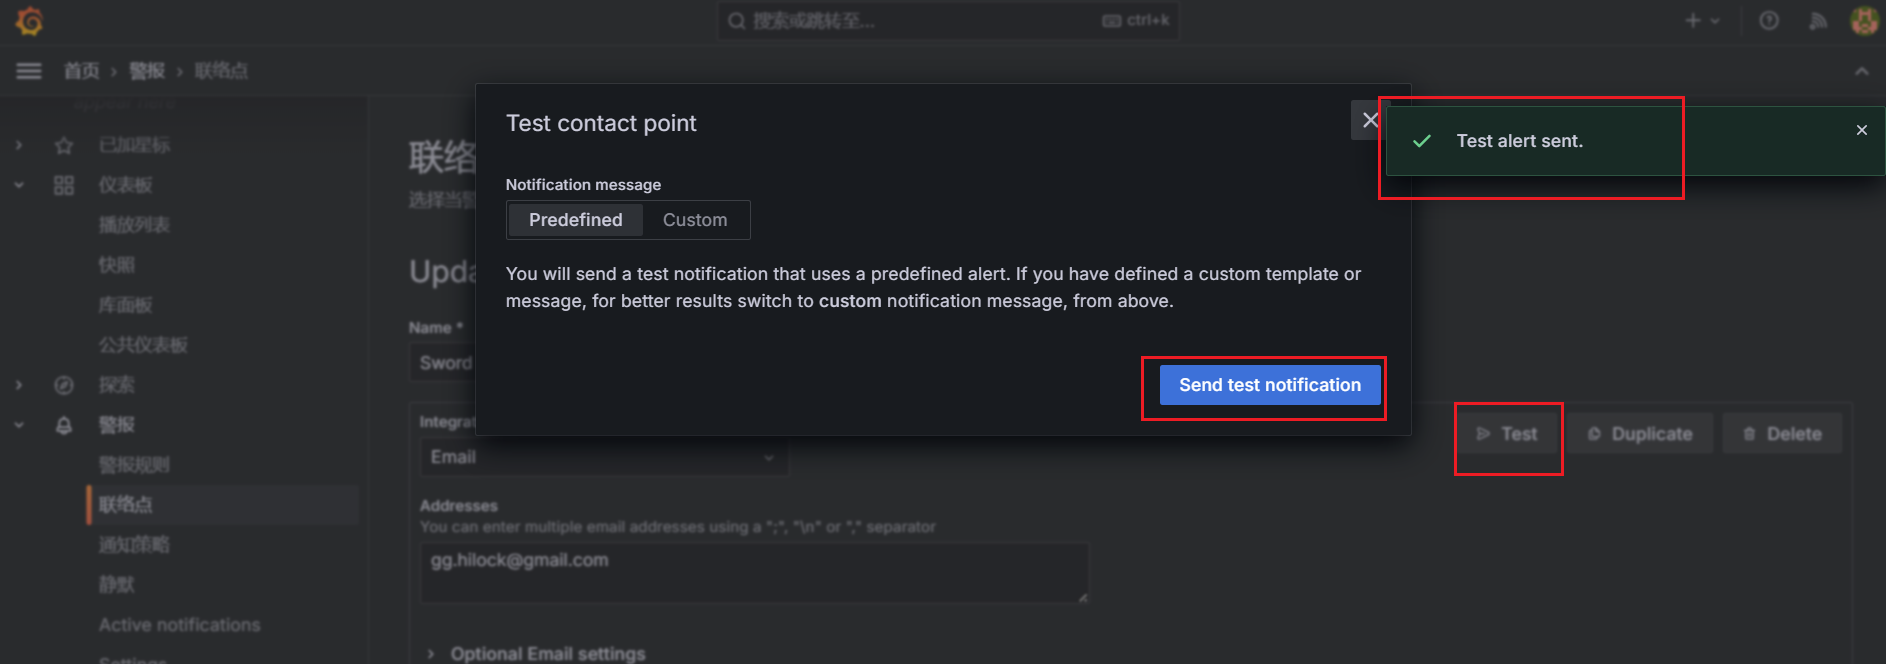 搜索或跳转至...
ctrl+k
首页 › 警报 › 联络点
已加星标
仪表板
播放列表
快照
库面板
公共仪表板
探索
警报
警报规则
联络点
通知策略
静默
Active notifications
Settings
联络
选择当警
Upda
Name *
Sword
Integrat
Email
Test
Duplicate
Delete
Addresses
You can enter multiple email addresses using a ";", "\n" or "," separator
gg.hilock@gmail.com
Optional Email settings
Test contact point
Notification message
Predefined
Custom
You will send a test notification that uses a predefined alert. If you have defined a custom template or
message, for better results switch to custom notification message, from above.
Send test notification
Test alert sent.